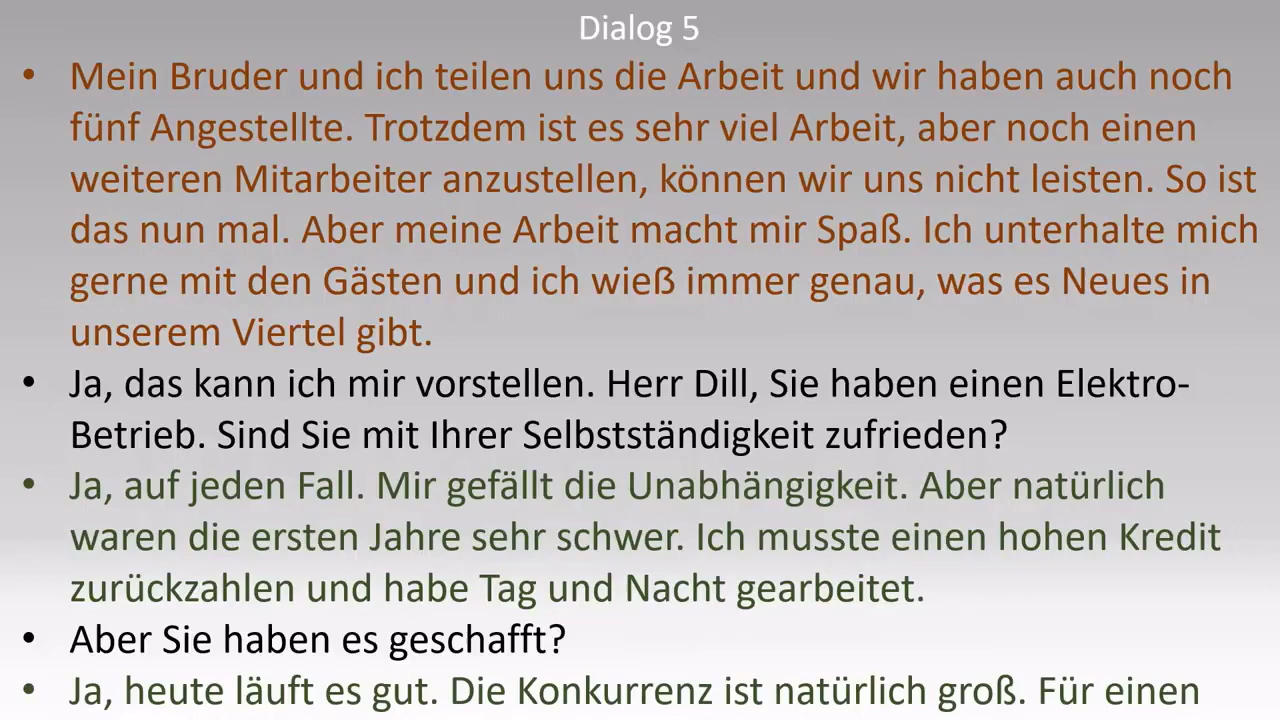 Dialog 5
• Mein Bruder und ich teilen uns die Arbeit und wir haben auch noch
fünf Angestellte. Trotzdem ist es sehr viel Arbeit, aber noch einen
weiteren Mitarbeiter anzustellen, können wir uns nicht leisten. So ist
das nun mal. Aber meine Arbeit macht mir Spaß. Ich unterhalte mich
gerne mit den Gästen und ich wieß immer genau, was es Neues in
unserem Viertel gibt.
• Ja, das kann ich mir vorstellen. Herr Dill, Sie haben einen Elektro-
Betrieb. Sind Sie mit Ihrer Selbstständigkeit zufrieden?
• Ja, auf jeden Fall. Mir gefällt die Unabhängigkeit. Aber natürlich
waren die ersten Jahre sehr schwer. Ich musste einen hohen Kredit
zurückzahlen und habe Tag und Nacht gearbeitet.
• Aber Sie haben es geschafft?
• Ja, heute läuft es gut. Die Konkurrenz ist natürlich groß. Für einen